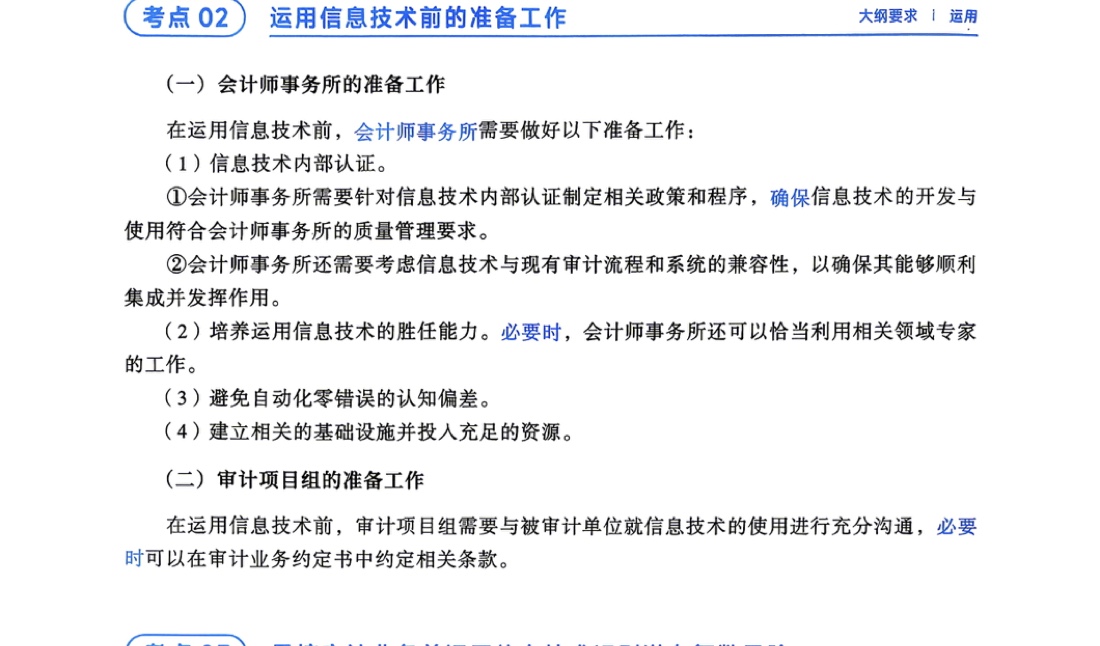 考点 02 运用信息技术前的准备工作 大纲要求 | 运用
（一）会计师事务所的准备工作
在运用信息技术前，会计师事务所需要做好以下准备工作：
（1）信息技术内部认证。
①会计师事务所需要针对信息技术内部认证制定相关政策和程序，确保信息技术的开发与
使用符合会计师事务所的质量管理要求。
②会计师事务所还需要考虑信息技术与现有审计流程和系统的兼容性，以确保其能够顺利
集成并发挥作用。
（2）培养运用信息技术的胜任能力。必要时，会计师事务所还可以恰当利用相关领域专家
的工作。
（3）避免自动化零错误的认知偏差。
（4）建立相关的基础设施并投入充足的资源。
（二）审计项目组的准备工作
在运用信息技术前，审计项目组需要与被审计单位就信息技术的使用进行充分沟通，必要
时可以在审计业务约定书中约定相关条款。